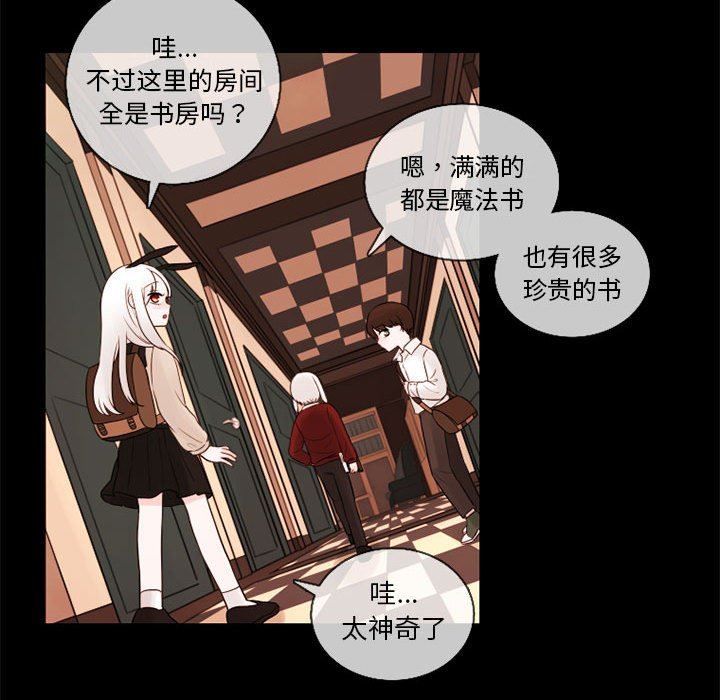 哇...
不过这里的房间
全是书房吗？
嗯，满满的
都是魔法书
也有很多
珍贵的书
哇...
太神奇了